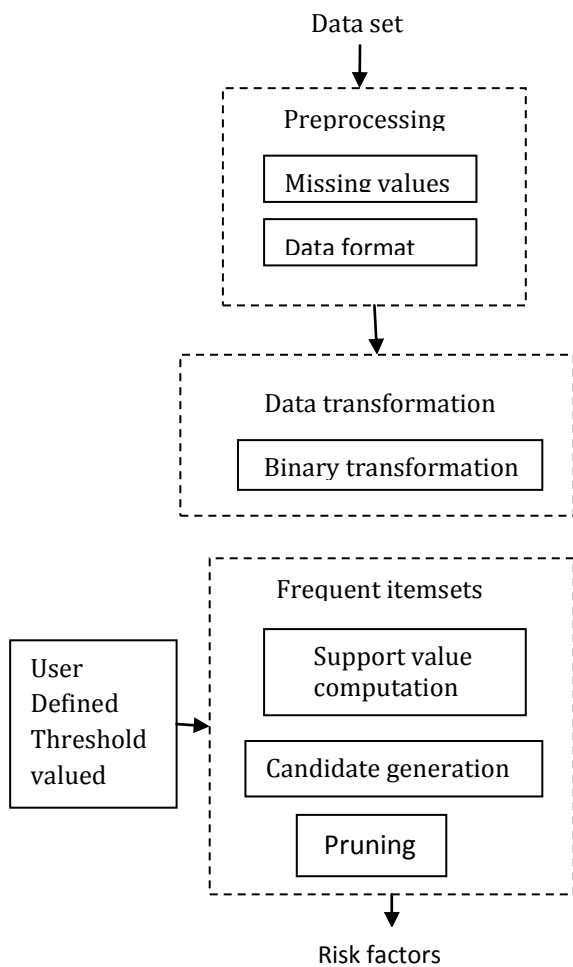 Data set
Preprocessing
Missing values
Data format
Data transformation
Binary transformation
Frequent itemsets
Support value
computation
User
Defined
Threshold
valued
Candidate generation
Pruning
Risk factors